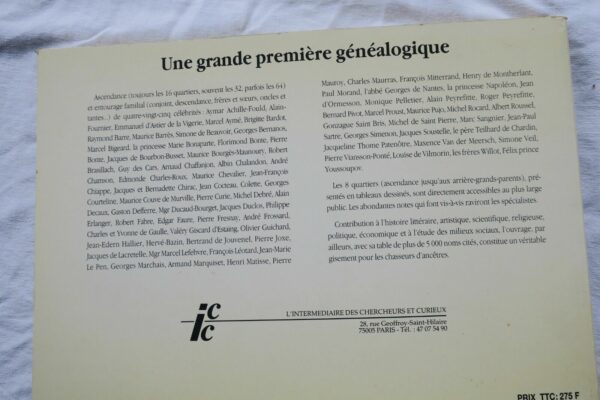 Une grande première généalogique
Ascendance (toujours les 16 quartiers, souvent les 32, parfois les 64)
et entourage familial (conjoint, descendance, frères et sœurs, oncles et
tantes...) de quatre-vingt-cinq célébrités : Aymar Achille-Fould, Alain-
Fournier, Emmanuel d'Astier de la Vigerie, Marcel Aymé, Brigitte Bardot,
Raymond Barre, Maurice Barrès, Simone de Beauvoir, Georges Bernanos,
Marcel Bigeard, la princesse Marie Bonaparte, Florimond Bonte, Pierre
Bonte, Jacques de Bourbon-Busset, Maurice Bourgès-Maunoury, Robert
Brasillach, Guy des Cars, Arnaud Chaffanjon, Albin Chalandon, André
Chamson, Edmonde Charles-Roux, Maurice Chevalier, Jean-François
Chiappe, Jacques et Bernadette Chirac, Jean Cocteau, Colette, Georges
Courteline, Maurice Couve de Murville, Pierre Curie, Michel Debré, Alain
Decaux, Gaston Defferre, Mgr Ducaud-Bourget, Jacques Duclos, Philippe
Erlanger, Robert Fabre, Edgar Faure, Pierre Fresnay, André Frossard,
Charles et Yvonne de Gaulle, Valéry Giscard d'Estaing, Olivier Guichard,
Jean-Edern Hallier, Hervé-Bazin, Bertrand de Jouvenel, Pierre Joxe,
Jacques de Lacretelle, Mgr Marcel Lefebvre, François Léotard, Jean-Marie
Le Pen, Georges Marchais, Armand Marquiset, Henri Matisse, Pierre
Mauroy, Charles Maurras, François Mitterrand, Henry de Montherlant,
Paul Morand, l'abbé Georges de Nantes, la princesse Napoléon, Jean
d'Ormesson, Monique Pelletier, Alain Peyrefitte, Roger Peyrefitte,
Bernard Pivot, Marcel Proust, Maurice Pujo, Michel Rocard, Albert Roussel,
Gonzague Saint Bris, Michel de Saint Pierre, Marc Sangnier, Jean-Paul
Sartre, Georges Simenon, Jacques Soustelle, le père Teilhard de Chardin,
Jacqueline Thome Patenôtre, Massence Van der Meersch, Simone Veil,
Pierre Viansson-Ponté, Louise de Vilmorin, les frères Willot, Félix prince
Youssoupov.
Les 8 quartiers (ascendance jusqu'aux arrière-grands-parents), pré-
sentés en tableaux dessinés, sont directement accessibles au plus large
public. Les abondantes notes qui font vis-à-vis raviront les spécialistes.
Contribution à l'histoire littéraire, artistique, scientifique, religieuse,
politique, économique et à l'étude des milieux sociaux, l'ouvrage, par
ailleurs, avec sa table de plus de 5 000 noms cités, constitue un véritable
gisement pour les chasseurs d'ancêtres.
icc
L'INTERMEDIAIRE DES CHERCHEURS ET CURIEUX
28, rue Geoffroy-Saint-Hilaire
75005 PARIS - Tél. : 47 07 54 90
PRIX TTC: 275 F